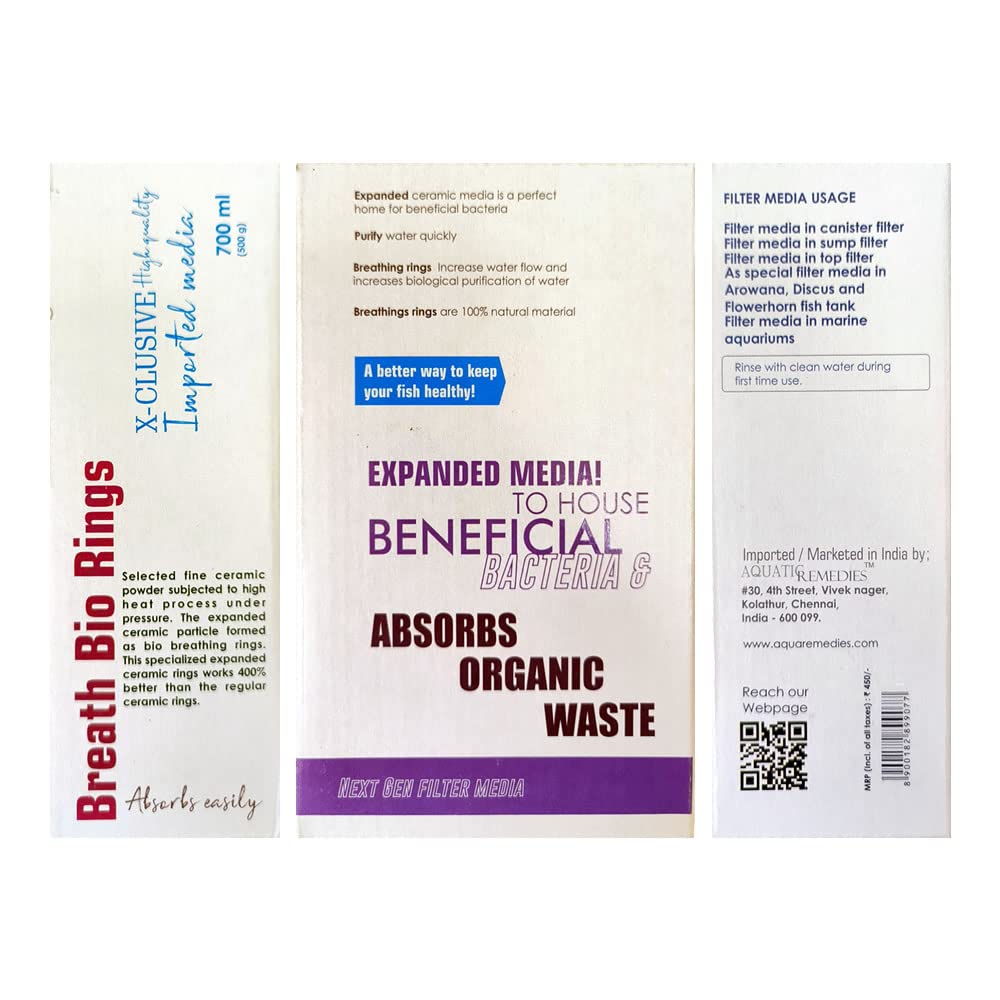 Breath Bio Rings
X-CLUSIVE High quality
Imported media
700 ml
(500 g)
Selected fine ceramic
powder subjected to high
heat process under
pressure. The expanded
ceramic particle formed
as bio breathing rings.
This specialized expanded
ceramic rings works 400%
better than the regular
ceramic rings.
Absorbs easily
Expanded ceramic media is a perfect
home for beneficial bacteria
Purify water quickly
Breathing rings Increase water flow and
increases biological purification of water
Breathings rings are 100% natural material
A better way to keep
your fish healthy!
EXPANDED MEDIA!
TO HOUSE
BENEFICIAL
BACTERIA &
ABSORBS
ORGANIC
WASTE
NEXT GEN FILTER MEDIA
FILTER MEDIA USAGE
Filter media in canister filter
Filter media in sump filter
Filter media in top filter
As special filter media in
Arowana, Discus and
Flowerhorn fish tank
Filter media in marine
aquariums
Rinse with clean water during
first time use.
Imported / Marketed in India by;
AQUATIC REMEDIES™
#30, 4th Street, Vivek nager,
Kolathur, Chennai,
India - 600 099.
www.aquaremedies.com
Reach our
Webpage
MRP (Incl. of all taxes) : ₹ 450/-
8 900182 899077